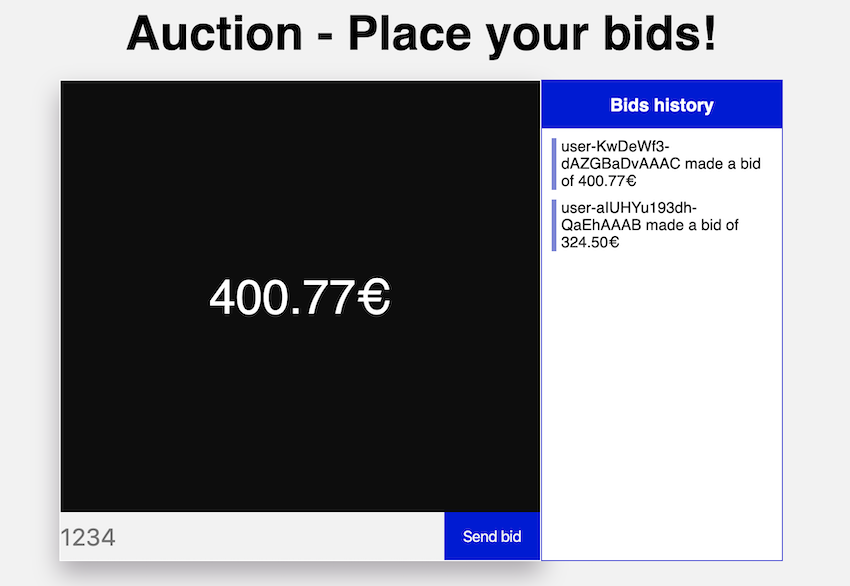 Auction - Place your bids!
400.77€
1234
Send bid
Bids history
user-KwDeWf3-
dAZGBaDvAAAC made a bid
of 400.77€
user-alUHYu193dh-
QaEhAAAB made a bid of
324.50€